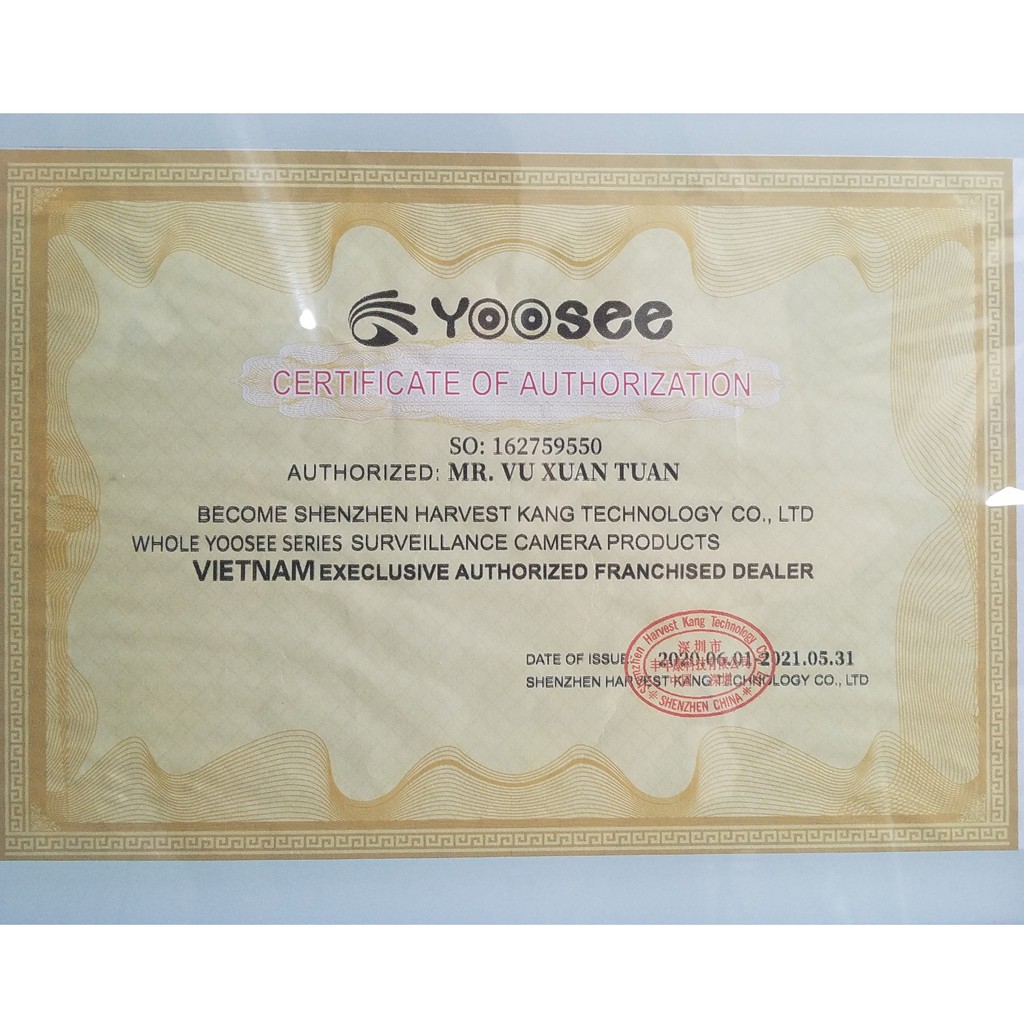 Yoosee
CERTIFICATE OF AUTHORIZATION
SO: 162759550
AUTHORIZED: MR. VU XUAN TUAN
BECOME SHENZHEN HARVEST KANG TECHNOLOGY CO., LTD
WHOLE YOOSEE SERIES SURVEILLANCE CAMERA PRODUCTS
VIETNAM EXECLUSIVE AUTHORIZED FRANCHISED DEALER
DATE OF ISSUE: 2020.06.01-2021.05.31
SHENZHEN HARVEST KANG TECHNOLOGY CO., LTD
Shenzhen Harvest Kang Technology
深圳市
SHENZHEN CHINA